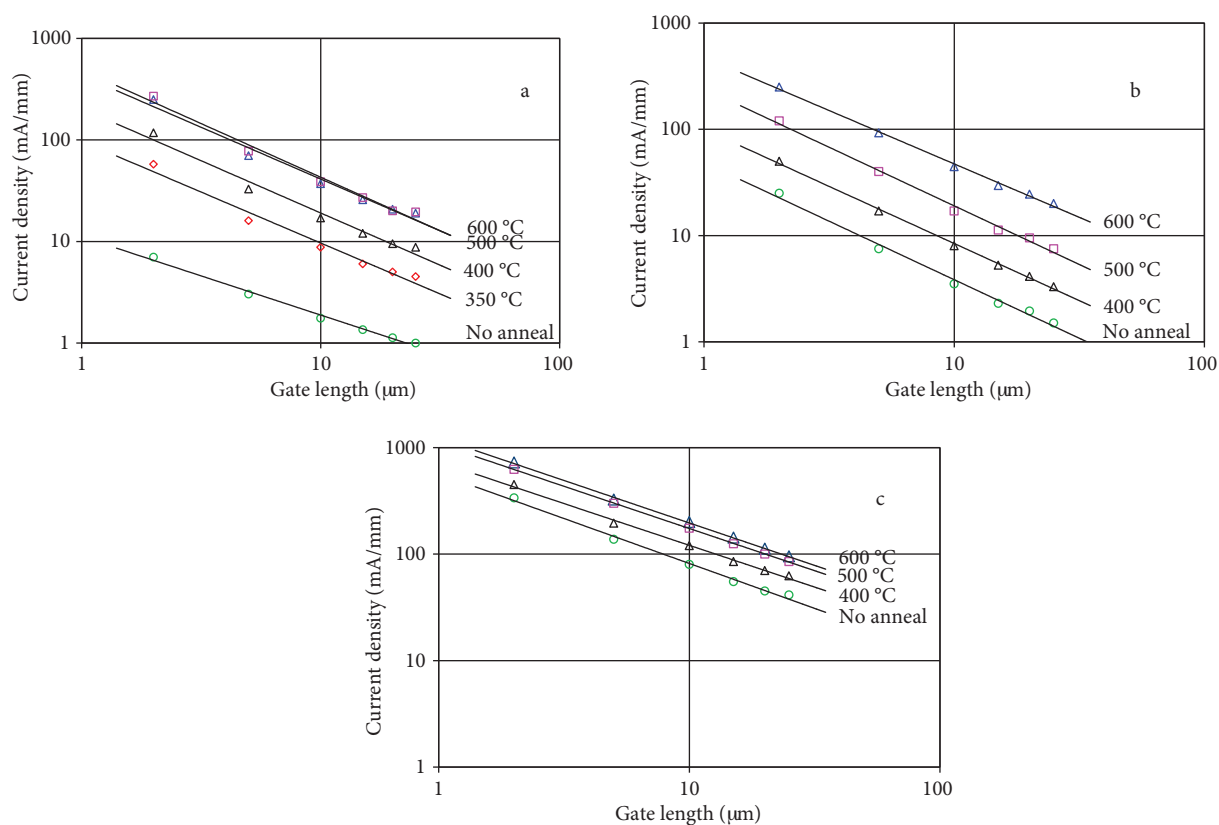 a
Current density (mA/mm)
1000
100
10
1
600 °C
500 °C
400 °C
350 °C
No anneal
1
10
100
Gate length (μm)
b
Current density (mA/mm)
1000
100
10
1
600 °C
500 °C
400 °C
No anneal
1
10
100
Gate length (μm)
c
Current density (mA/mm)
1000
100
10
1
600 °C
500 °C
400 °C
No anneal
1
10
100
Gate length (μm)